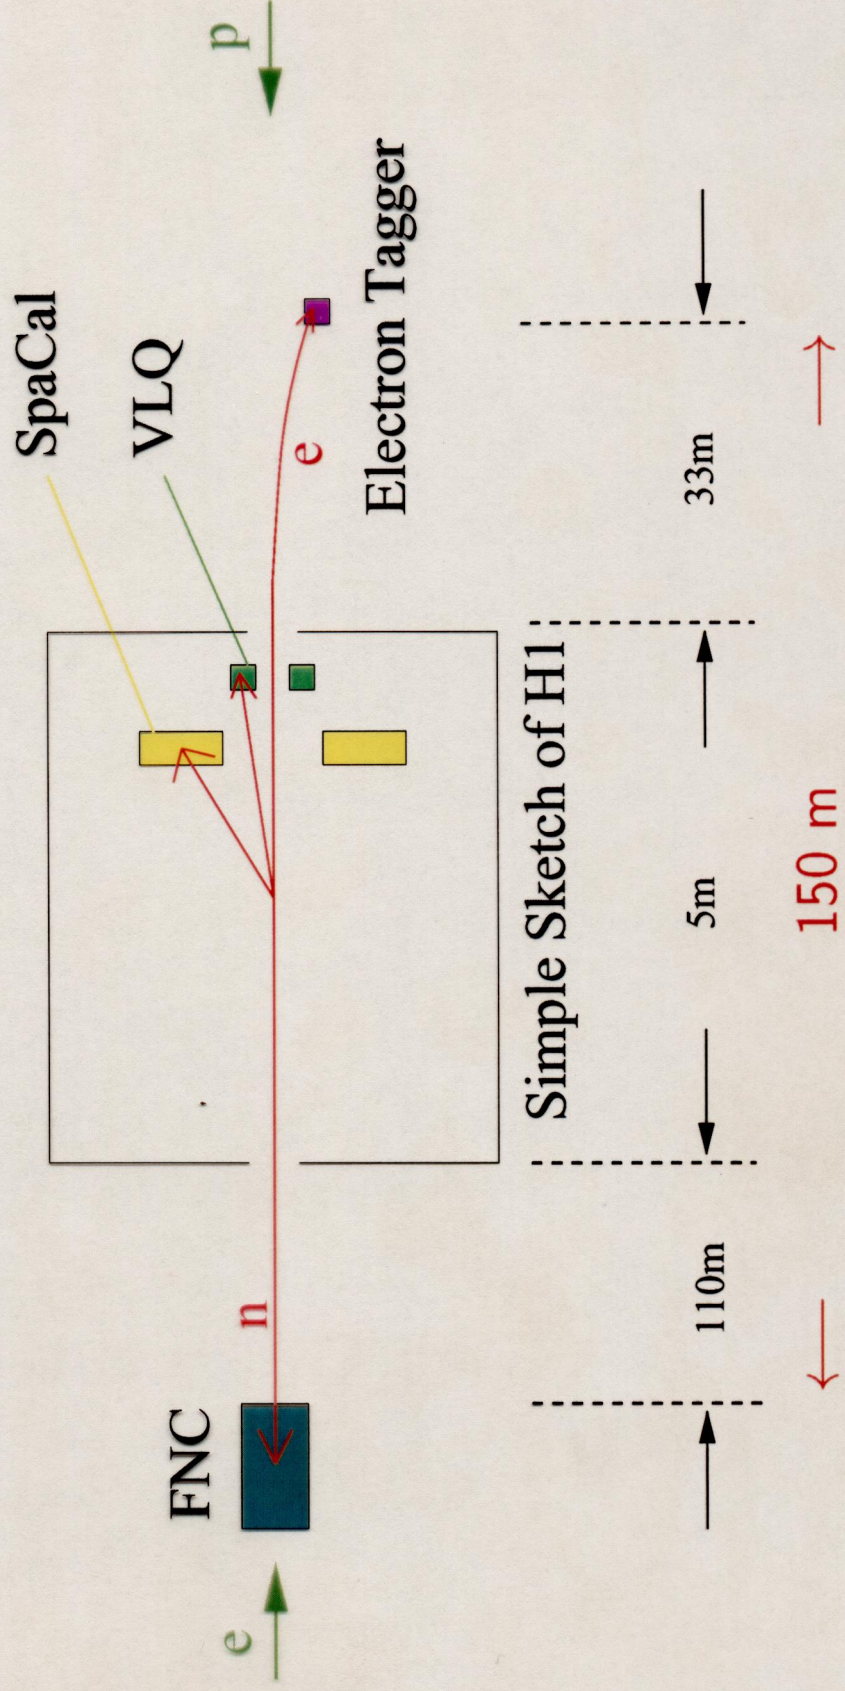 SpaCal
VLQ
FNC
e
n
e
p
Electron Tagger
Simple Sketch of H1
110m
5m
33m
150 m